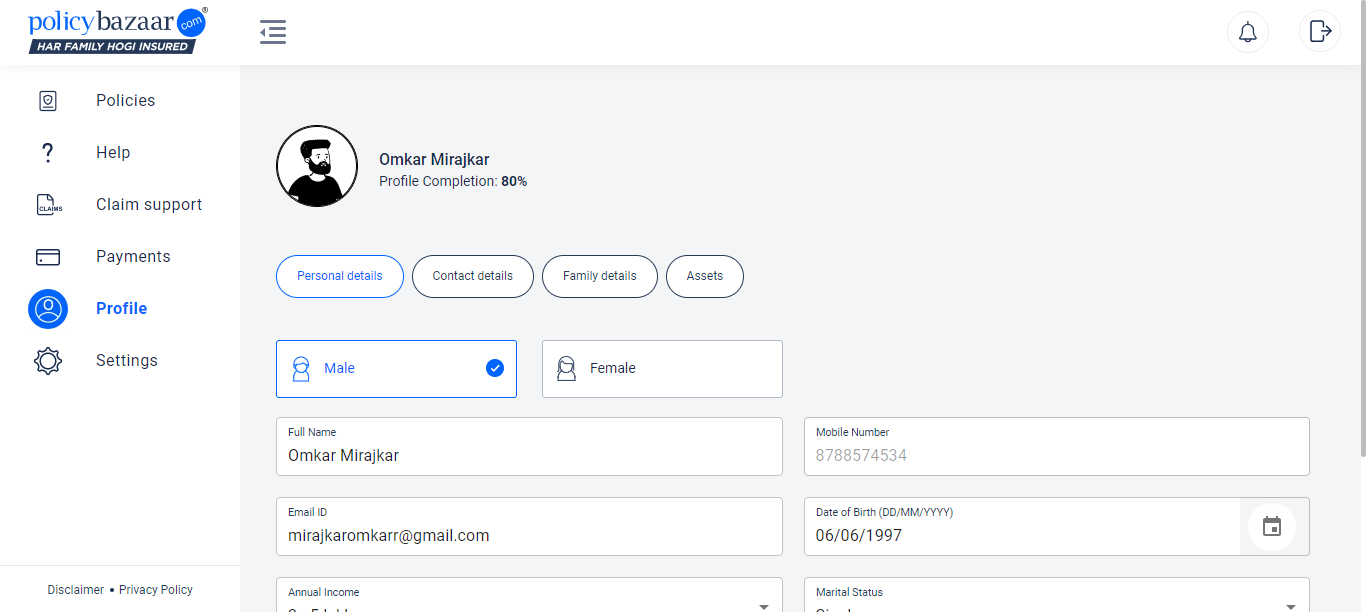 policybazaar com ®
HAR FAMILY HOGI INSURED
Policies
Help
CLAIMS
Claim support
Payments
Profile
Settings
Disclaimer • Privacy Policy
Omkar Mirajkar
Profile Completion: 80%
Personal details
Contact details
Family details
Assets
Male
Female
Full Name
Omkar Mirajkar
Mobile Number
8788574534
Email ID
mirajkaromkarr@gmail.com
Date of Birth (DD/MM/YYYY)
06/06/1997
Annual Income
Marital Status